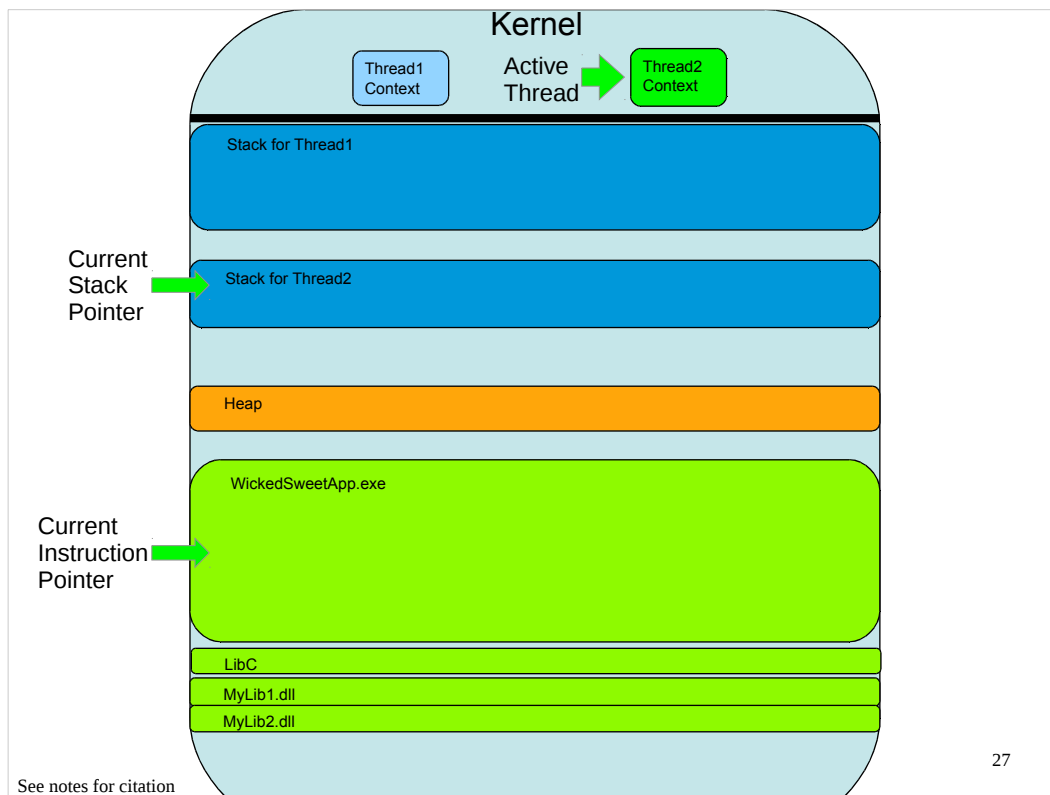 Kernel
Thread1
Context
Active
Thread
Thread2
Context
Stack for Thread1
Current
Stack
Pointer
Stack for Thread2
Heap
WickedSweetApp.exe
Current
Instruction
Pointer
LibC
MyLib1.dll
MyLib2.dll
27
See notes for citation